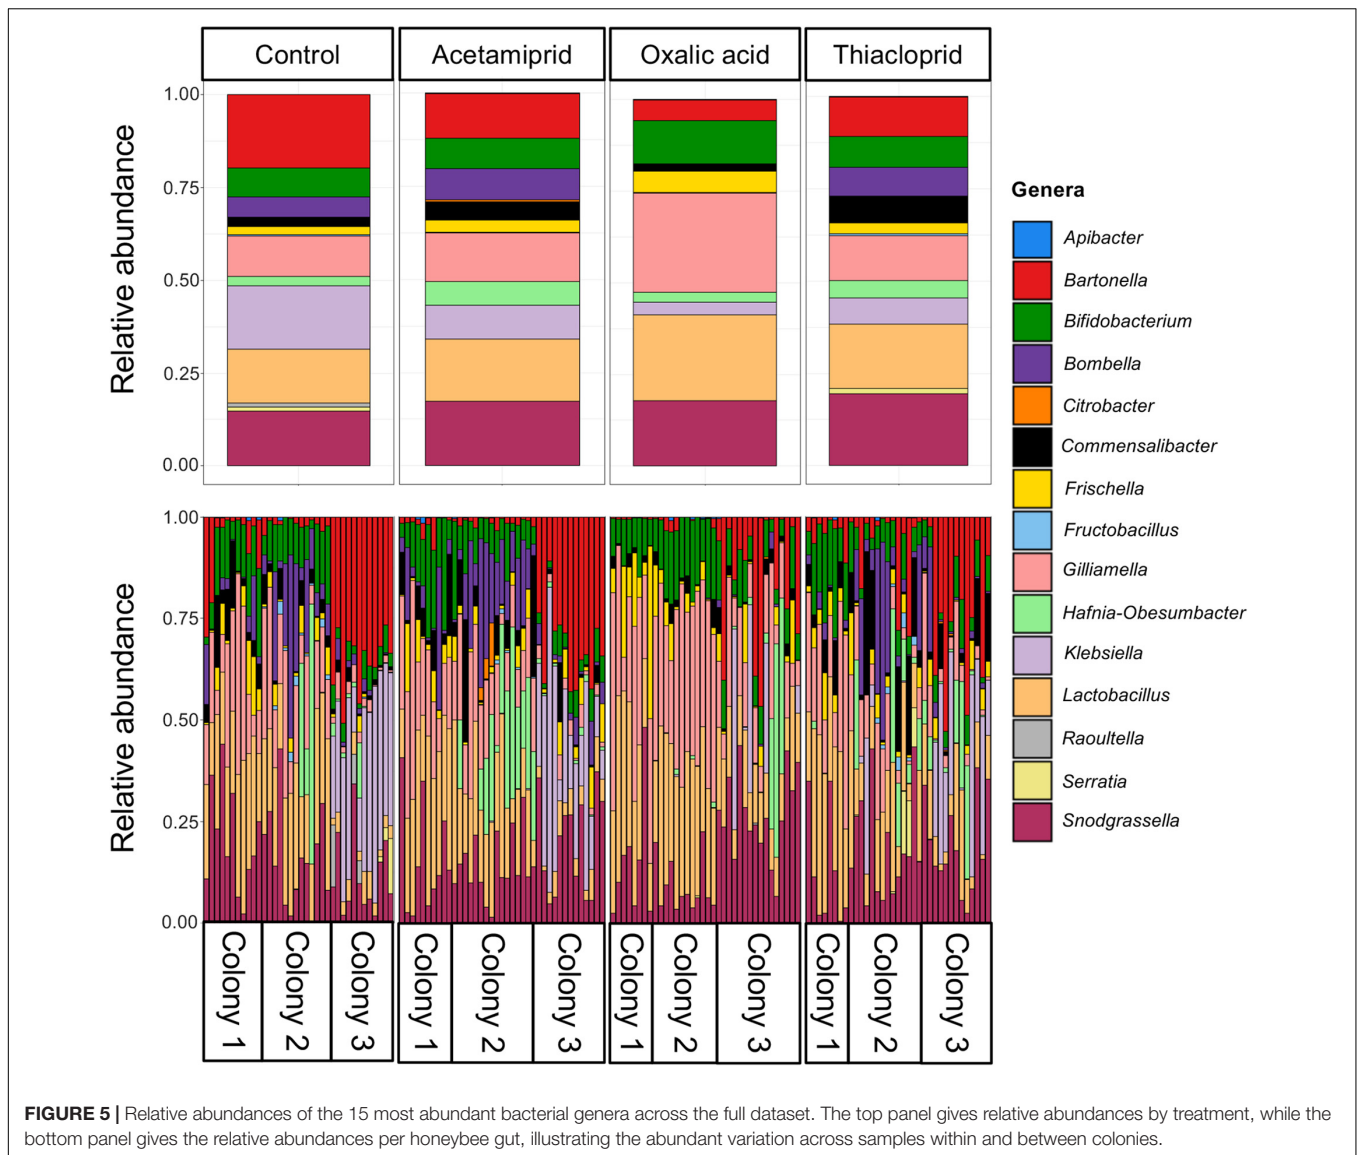 Control
Acetamiprid
Oxalic acid
Thiacloprid
Relative abundance
1.00
0.75
0.50
0.25
0.00
Genera
Apibacter
Bartonella
Bifidobacterium
Bombella
Citrobacter
Commensalibacter
Frischella
Fructobacillus
Gilliamella
Hafnia-Obesumbacter
Klebsiella
Lactobacillus
Raoultella
Serratia
Snodgrassella
Relative abundance
1.00
0.75
0.50
0.25
0.00
Colony 1
Colony 2
Colony 3
Colony 1
Colony 2
Colony 3
Colony 1
Colony 2
Colony 3
Colony 1
Colony 2
Colony 3
FIGURE 5 | Relative abundances of the 15 most abundant bacterial genera across the full dataset. The top panel gives relative abundances by treatment, while the
bottom panel gives the relative abundances per honeybee gut, illustrating the abundant variation across samples within and between colonies.